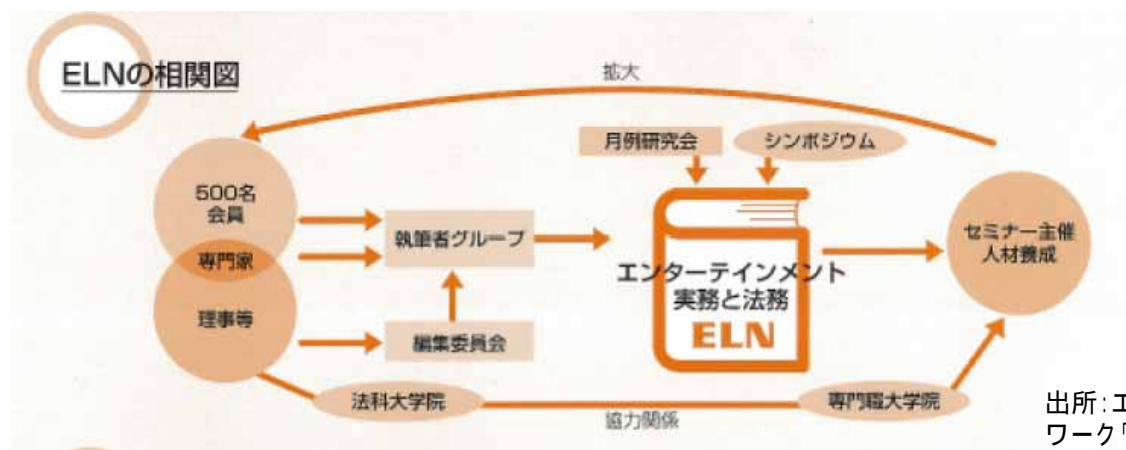 ELNの相関図
拡大
月例研究会
シンポジウム
500名
会員
専門家
理事等
執筆者グループ
編集委員会
エンターテインメント
実務と法務
ELN
セミナー主催
人材養成
法科大学院
協力関係
専門職大学院
出所:エ
ワーク「